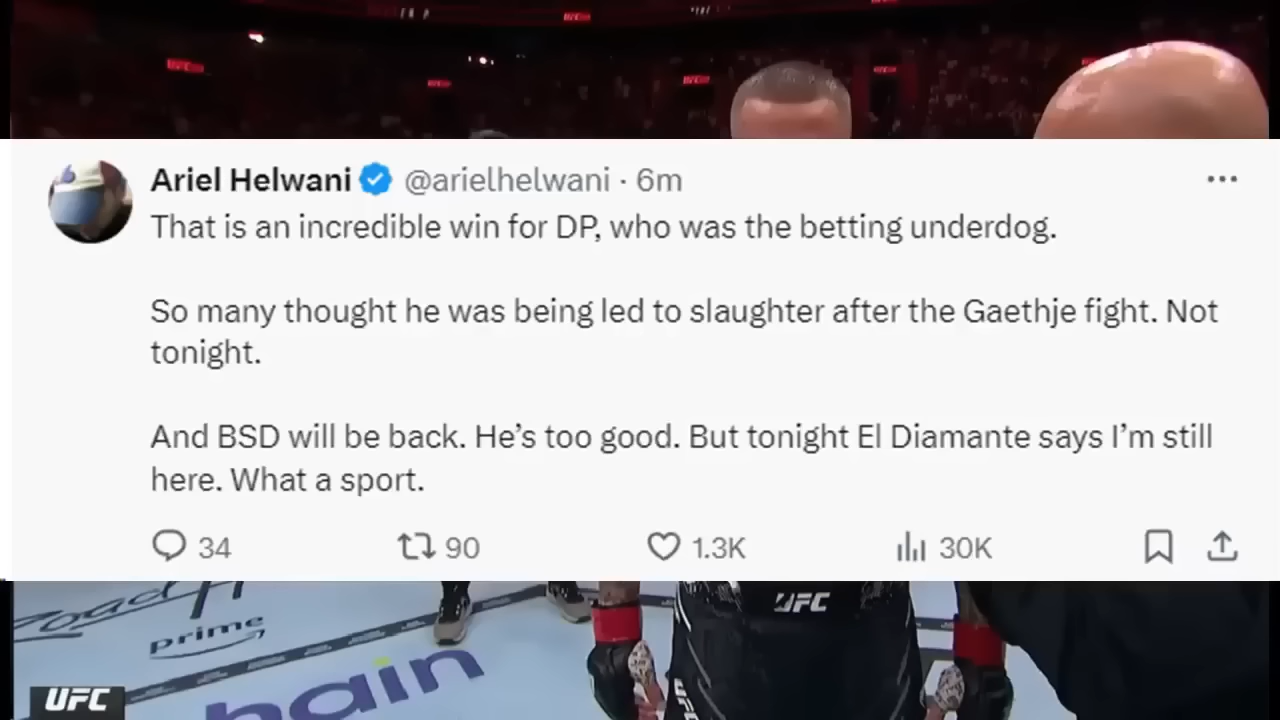 Ariel Helwani @arielhelwani · 6m
That is an incredible win for DP, who was the betting underdog.
So many thought he was being led to slaughter after the Gaethje fight. Not
tonight.
And BSD will be back. He’s too good. But tonight El Diamante says I’m still
here. What a sport.
34 90 1.3K 30K
UFC
Road
prime
UFC